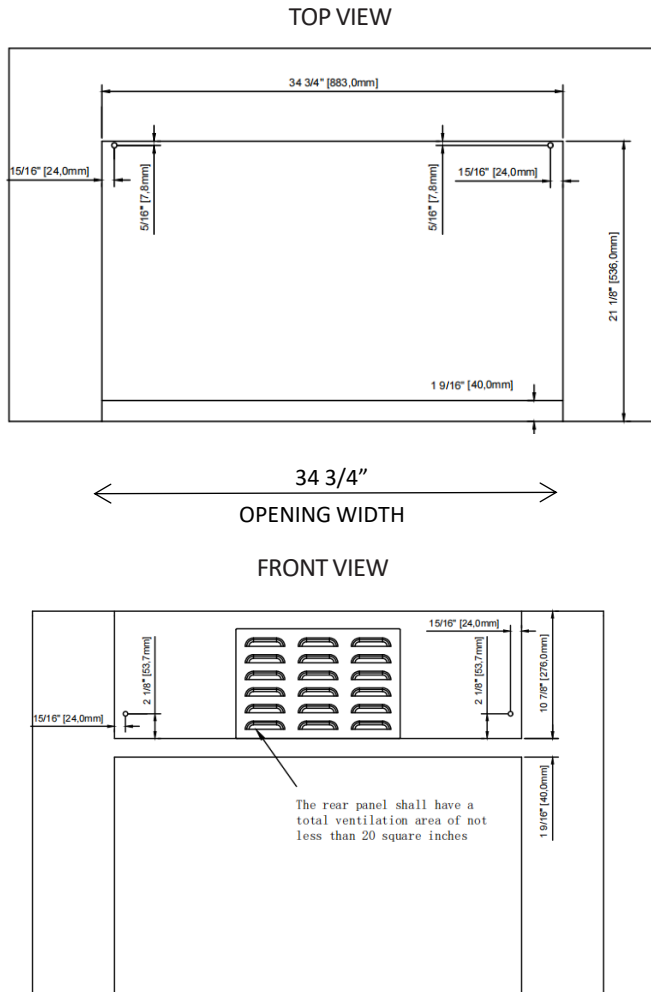 TOP VIEW
34 3/4" [883,0mm]
15/16" [24,0mm]
5/16" [7,8mm]
5/16" [7,8mm]
15/16" [24,0mm]
21 1/8" [536,0mm]
1 9/16" [40,0mm]
34 3/4”
OPENING WIDTH
FRONT VIEW
15/16" [24,0mm]
2 1/8" [53,7mm]
2 1/8" [53,7mm]
10 7/8" [276,0mm]
15/16" [24,0mm]
1 9/16" [40,0mm]
The rear panel shall have a
total ventilation area of not
less than 20 square inches